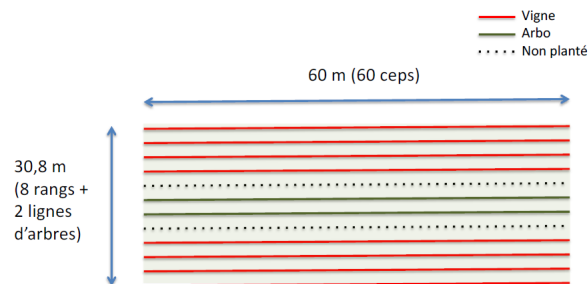 Vigne
Arbo
Non planté
60 m (60 ceps)
30,8 m
(8 rangs +
2 lignes
d'arbres)